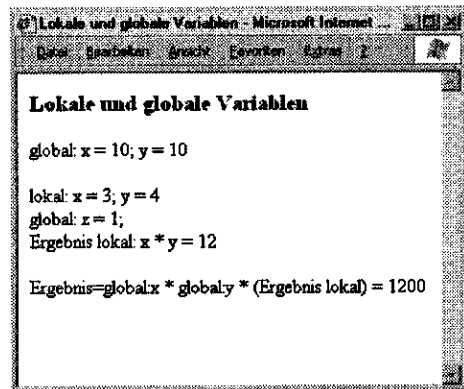 Lokale und globale Variablen - Microsoft Internet ...
Datei Bearbeiten Ansicht Favoriten Extras ?
Lokale und globale Variablen
global: x = 10; y = 10
lokal: x = 3; y = 4
global: z = 1;
Ergebnis lokal: x * y = 12
Ergebnis=global:x * global:y * (Ergebnis lokal) = 1200